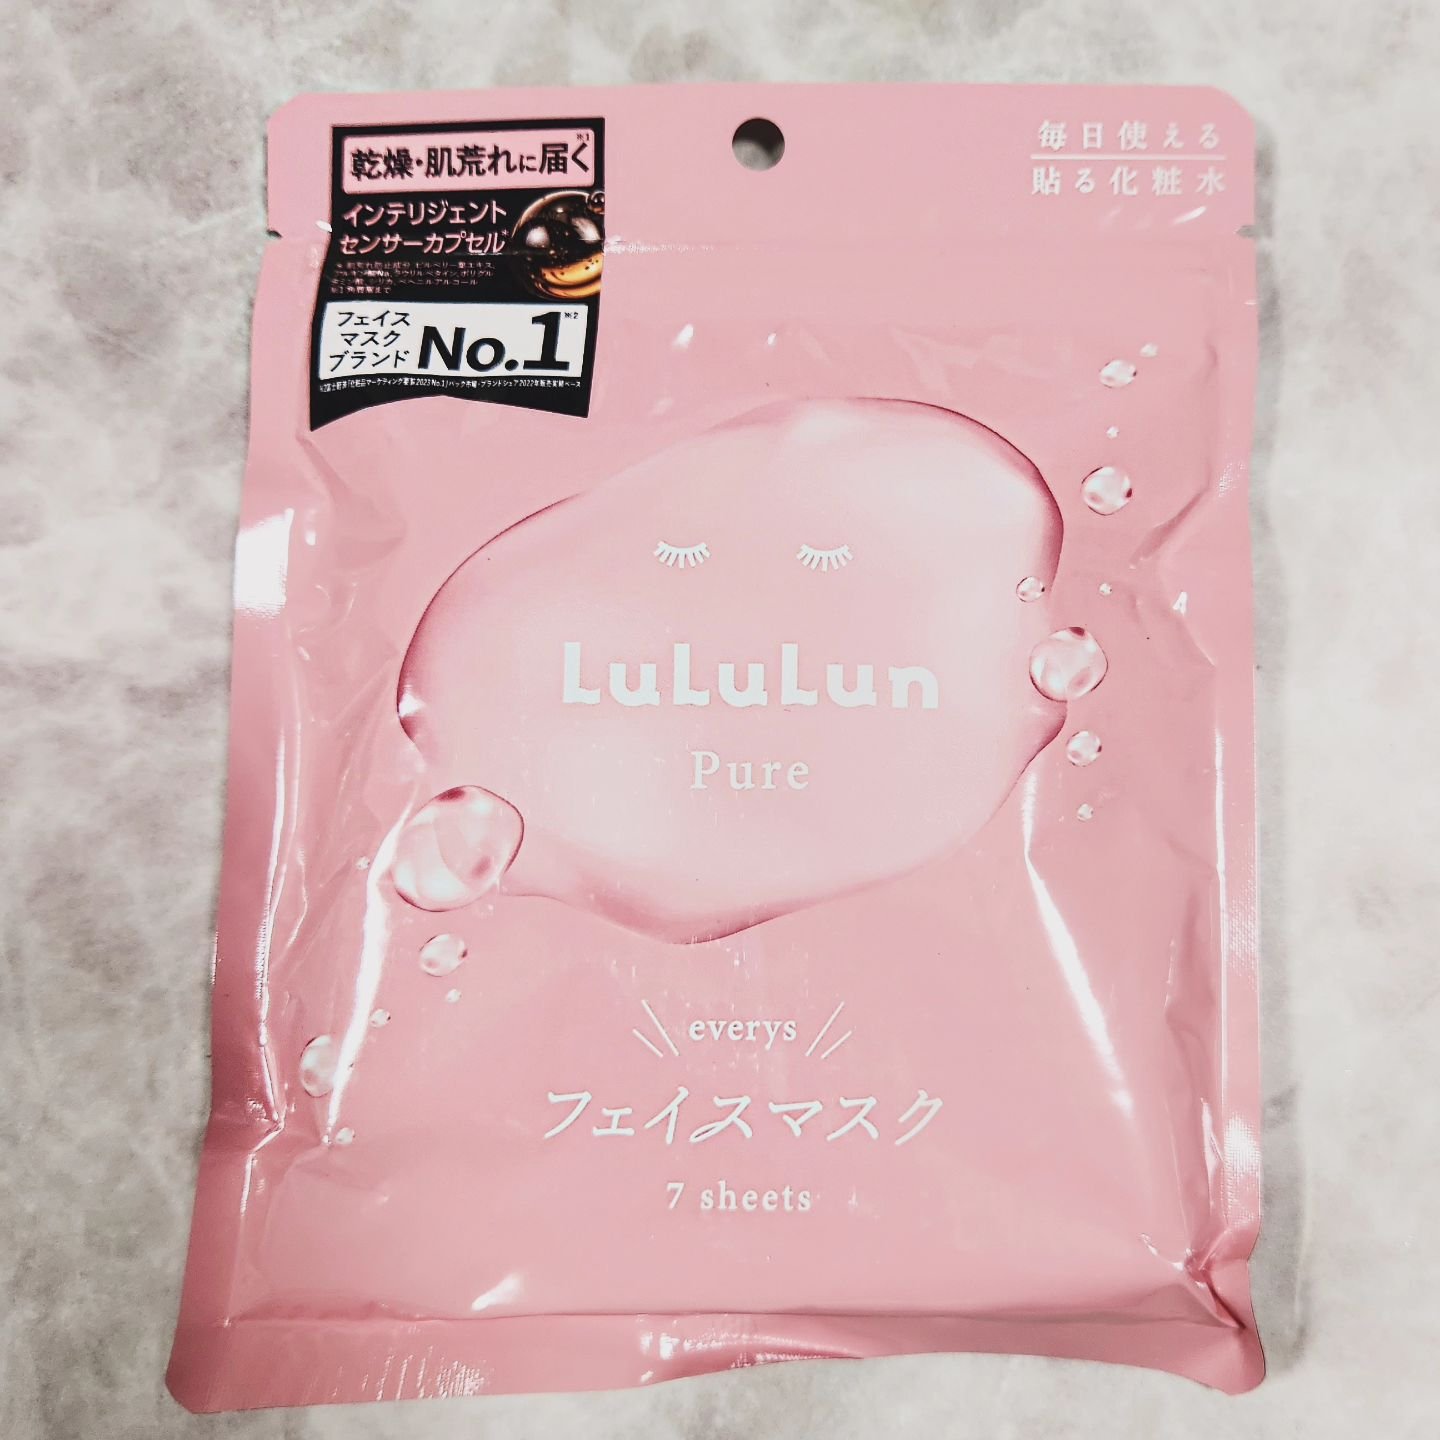 乾燥・肌荒れに届く※1
インテリジェント
センサーカプセル*
フェイス
マスク
ブランド
No.1※2
毎日使える
貼る化粧水
LuLuLun
Pure
everys
フェイスマスク
7 sheets